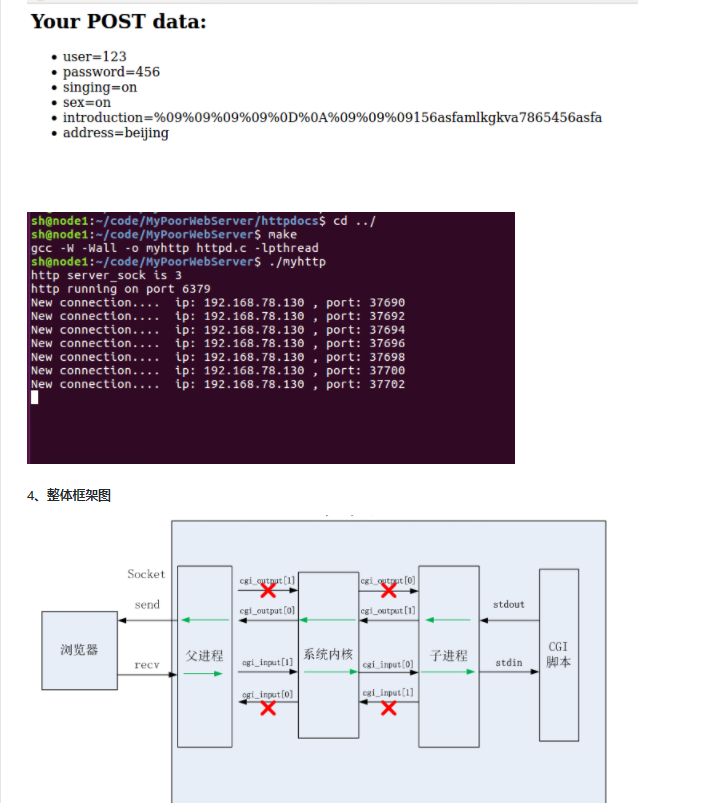 Your POST data:
user=123
password=456
singing=on
sex=on
introduction=%09%09%09%09%0D%0A%09%09%09156asfamlkgkva7865456asfa
address=beijing
sh@node1:~/code/MyPoorWebServer/httpdocs$ cd ../
sh@node1:~/code/MyPoorWebServer$ make
gcc -W -Wall -o myhttp httpd.c -lpthread
sh@node1:~/code/MyPoorWebServer$ ./myhttp
http server_sock is 3
http running on port 6379
New connection.... ip: 192.168.78.130 , port: 37690
New connection.... ip: 192.168.78.130 , port: 37692
New connection.... ip: 192.168.78.130 , port: 37694
New connection.... ip: 192.168.78.130 , port: 37696
New connection.... ip: 192.168.78.130 , port: 37698
New connection.... ip: 192.168.78.130 , port: 37700
New connection.... ip: 192.168.78.130 , port: 37702
4、整体框架图
Socket
send
recv
浏览器
父进程
cgi_output[1]
cgi_output[0]
cgi_input[1]
cgi_input[0]
系统内核
cgi_output[0]
cgi_output[1]
cgi_input[0]
cgi_input[1]
子进程
stdout
stdin
CGI
脚本